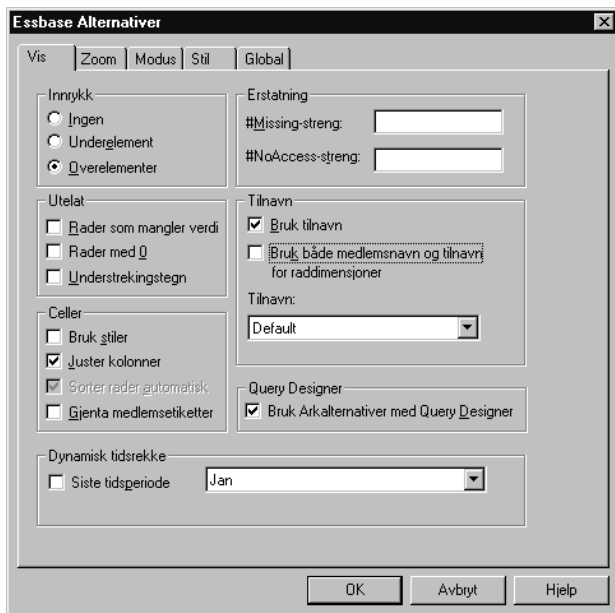 Essbase Alternativer
Vis
Zoom
Modus
Stil
Global
Innrykk
Ingen
Underelement
Overelementer
Erstatning
#Missing-streng:
#NoAccess-streng:
Utelat
Rader som mangler verdi
Rader med 0
Understrekingstegn
Tilnavn
Bruk tilnavn
Bruk både medlemsnavn og tilnavn
for raddimensjoner
Tilnavn:
Default
Celler
Bruk stiler
Juster kolonner
Sorter rader automatisk
Gjenta medlemsetiketter
Query Designer
Bruk Arkalternativer med Query Designer
Dynamisk tidsrekke
Siste tidsperiode
Jan
OK
Avbryt
Hjelp